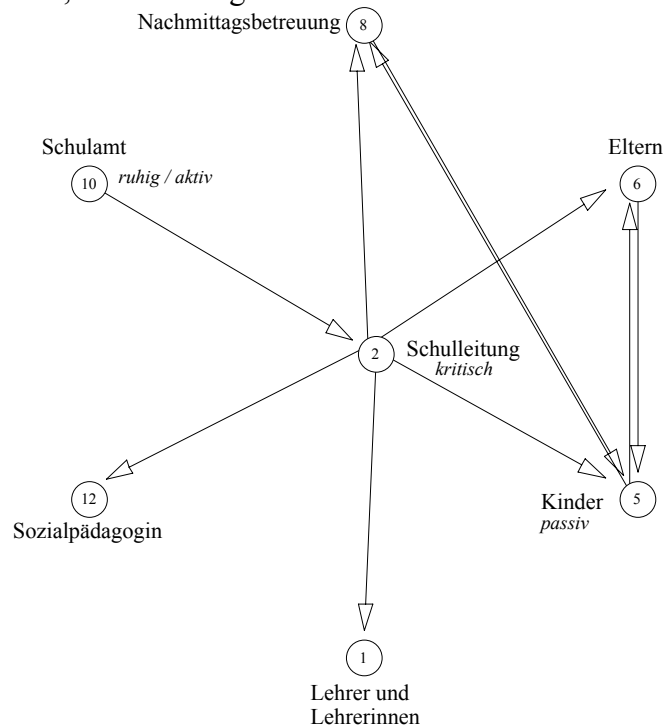 Nachmittagsbetreuung
8
Schulamt
10
ruhig / aktiv
Eltern
6
2
Schulleitung
kritisch
12
Sozialpädagogin
Kinder
passiv
5
1
Lehrer und
Lehrerinnen